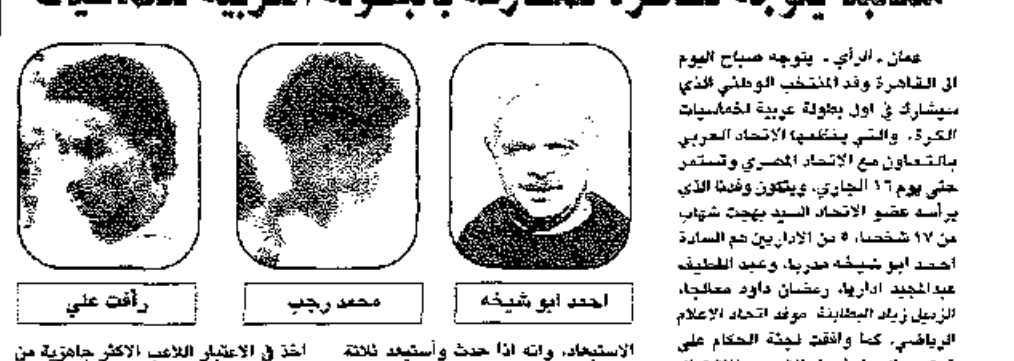 عمان - الرأي - يتوجه صباح اليوم
الى القاهرة وفد المنتخب الوطني الذي
سيشارك في اول بطولة عربية لخماسيات
الكرة، والتي ينظمها الاتحاد العربي
بالتعاون مع الاتحاد المصري وتستمر
حتى يوم ١٦ الجاري، ويتكون وفدنا الذي
يرأسه عضو الاتحاد السيد بهجت شهاب
من ١٧ شخصا، ٥ من الاداريين هم السادة
احمد ابو شيخه مدربا، وعبد اللطيف
عبدالمجيد اداريا، رمضان داود معالجا،
الزميل زياد البطاينة موفد اتحاد الاعلام
الرياضي، كما وافقت لجنة الحكام على
احمد ابو شيخه
محمد رجب
رأفت علي
الاستبعاد، وانه اذا حدث وأستبعد ثلاثة
أخذ في الاعتبار اللاعب الاكثر جاهزية من